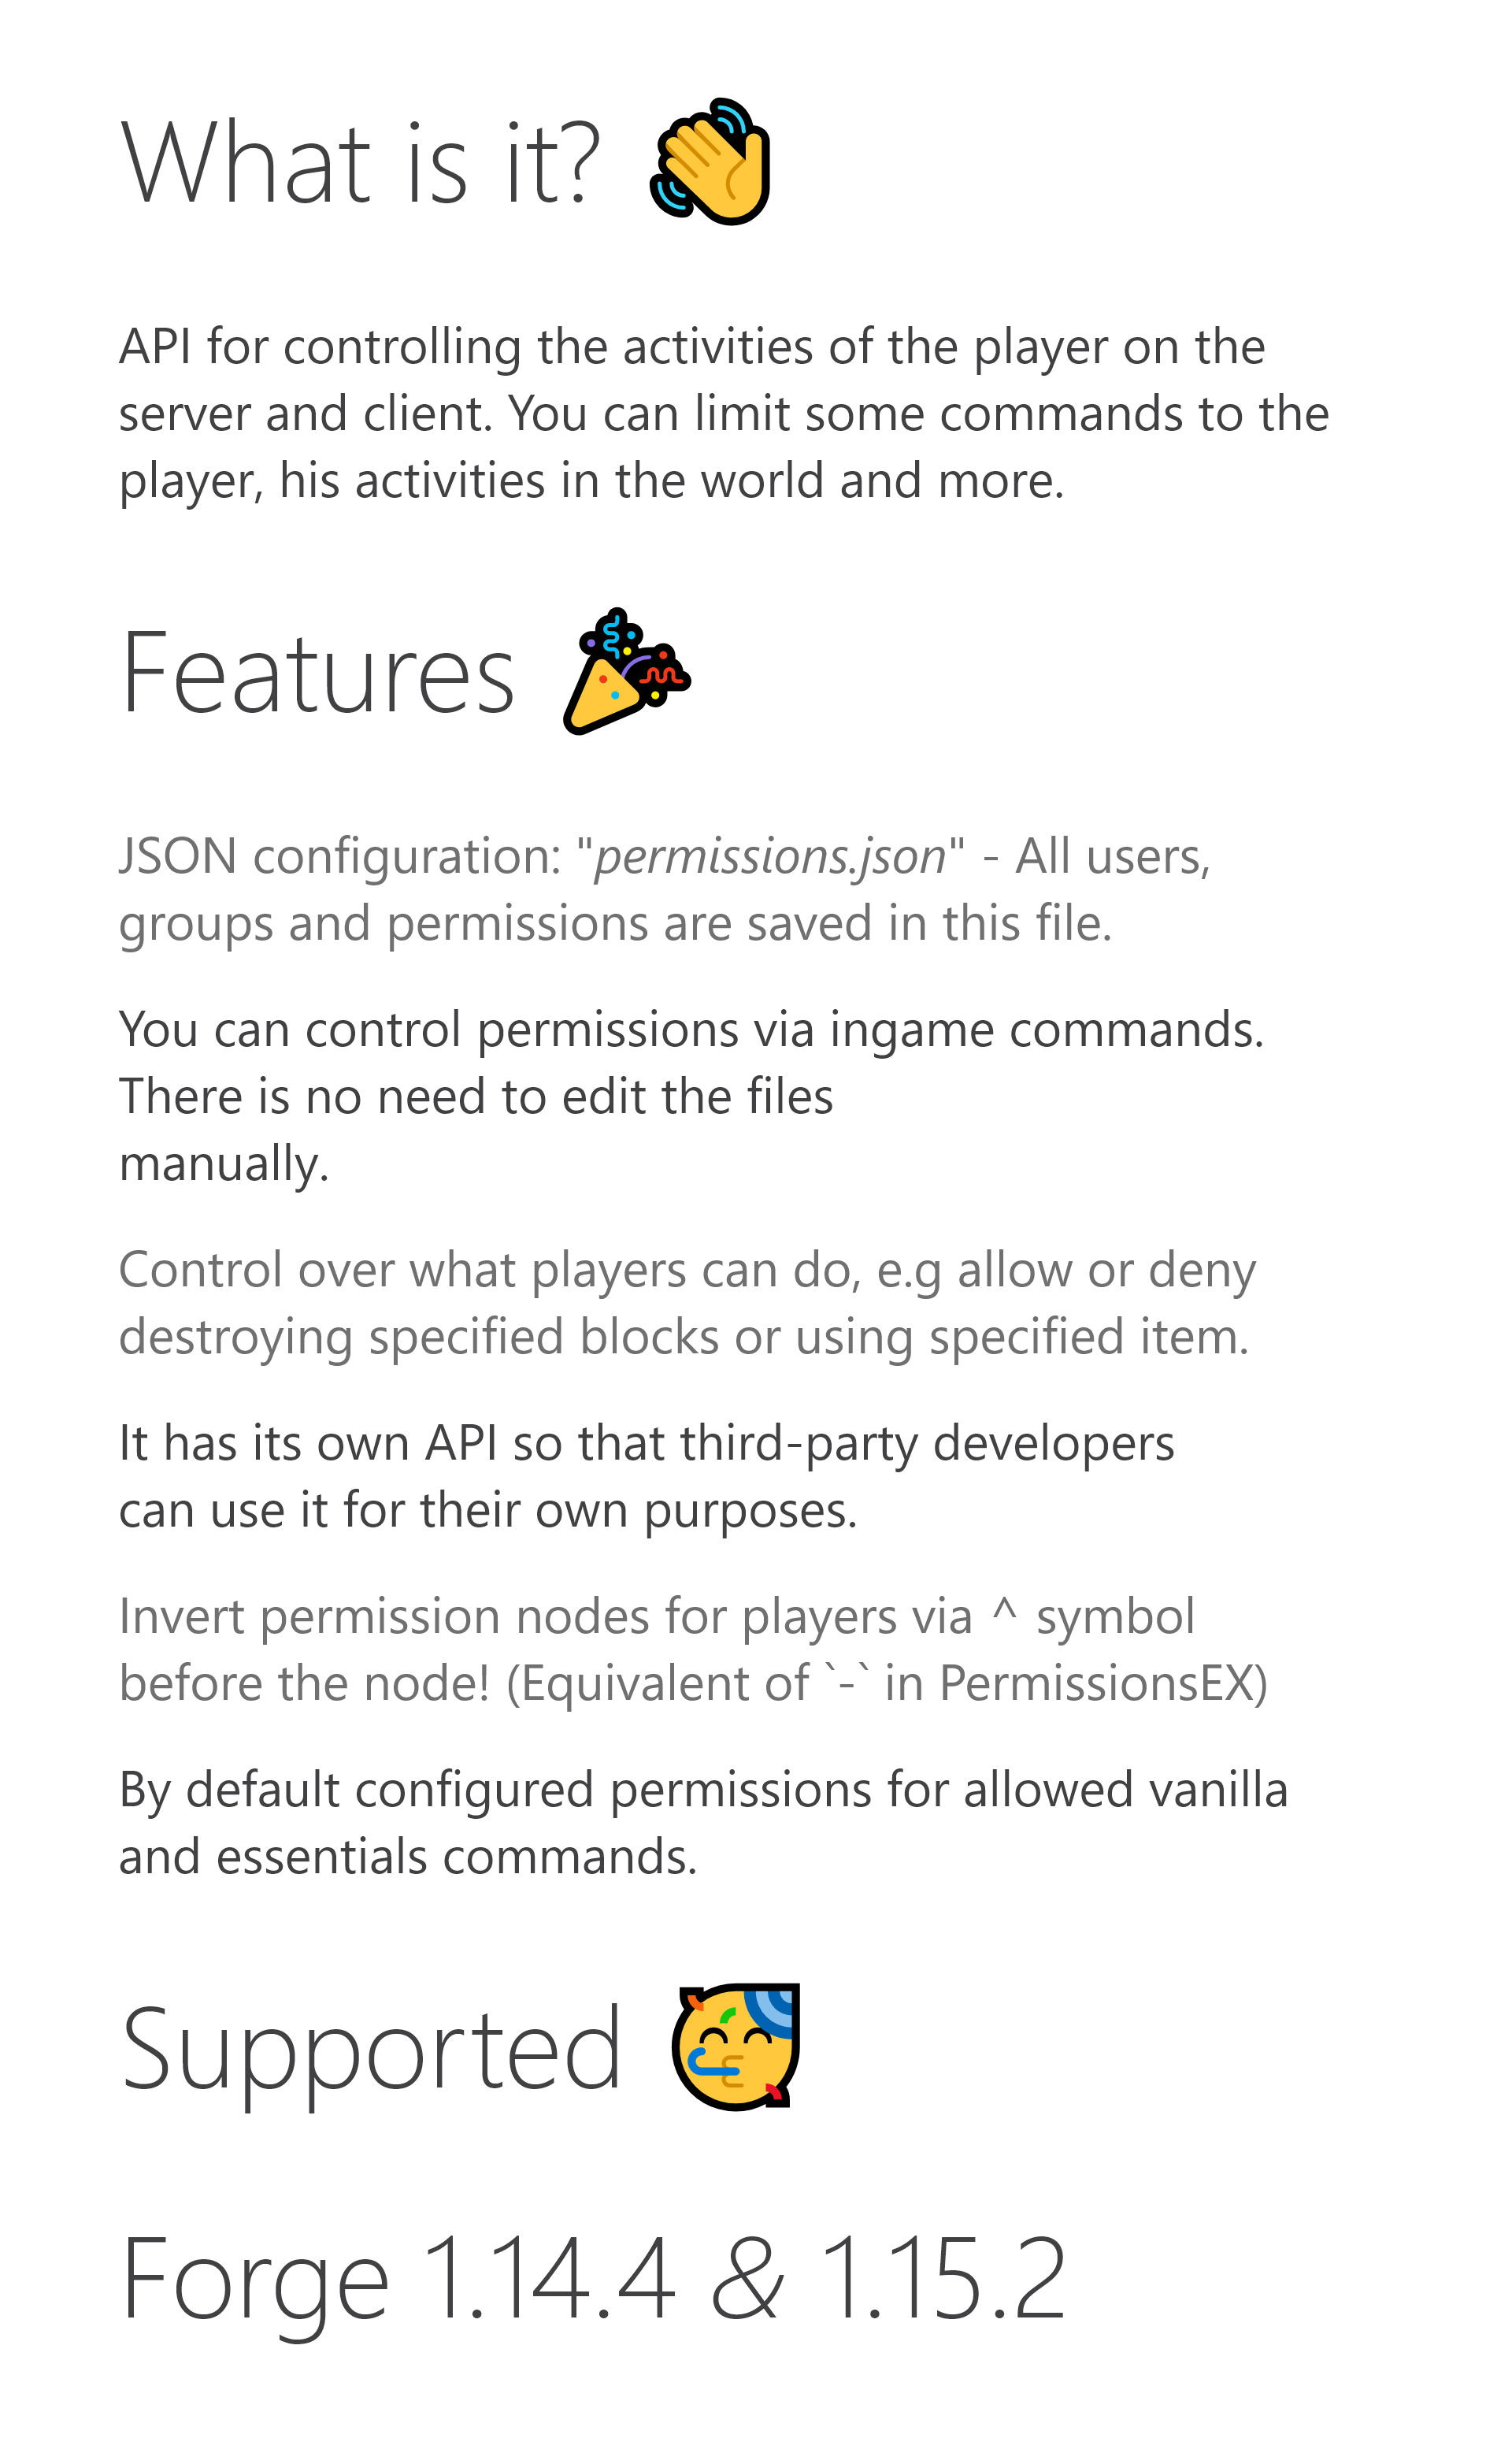 What is it? 👋
API for controlling the activities of the player on the
server and client. You can limit some commands to the
player, his activities in the world and more.
Features 🎉
JSON configuration: "permissions.json" - All users,
groups and permissions are saved in this file.
You can control permissions via ingame commands.
There is no need to edit the files
manually.
Control over what players can do, e.g allow or deny
destroying specified blocks or using specified item.
It has its own API so that third-party developers
can use it for their own purposes.
Invert permission nodes for players via ^ symbol
before the node! (Equivalent of `-` in PermissionsEX)
By default configured permissions for allowed vanilla
and essentials commands.
Supported 🥳
Forge 1.14.4 & 1.15.2